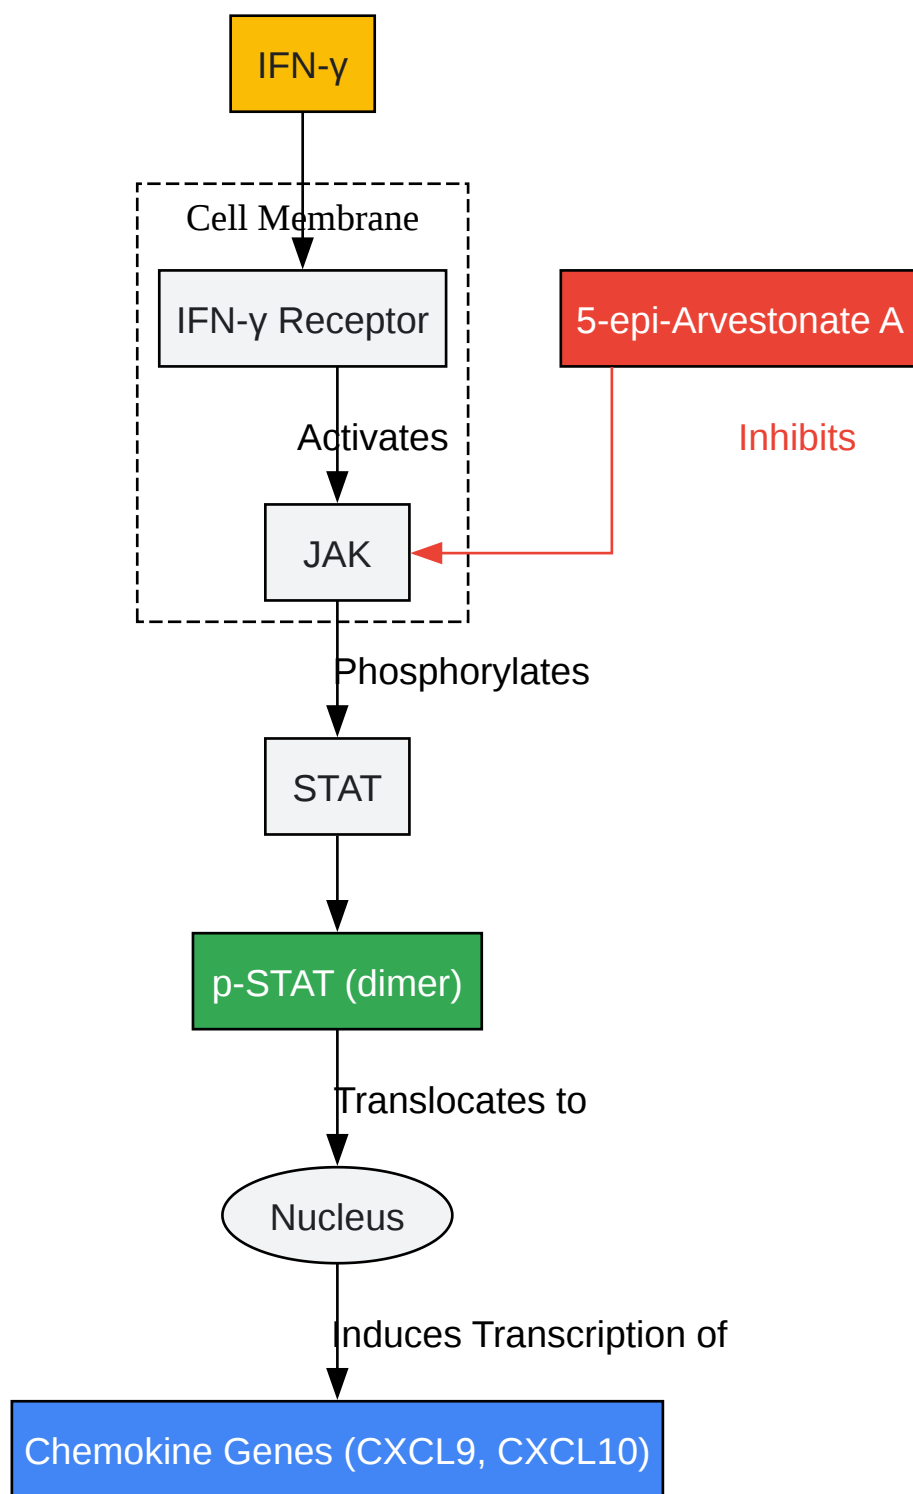 IFN-γ
Cell Membrane
IFN-γ Receptor
5-epi-Arvestonate A
Activates
Inhibits
JAK
Phosphorylates
STAT
p-STAT (dimer)
Translocates to
Nucleus
Induces Transcription of
Chemokine Genes (CXCL9, CXCL10)